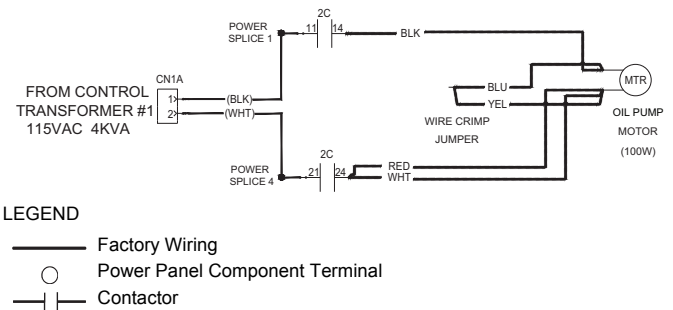 2C
POWER
SPLICE 1
11 14
BLK
CN1A
FROM CONTROL
TRANSFORMER #1
115VAC 4KVA
1
2
(BLK)
(WHT)
BLU
YEL
WIRE CRIMP
JUMPER
MTR
OIL PUMP
MOTOR
(100W)
2C
POWER
SPLICE 4
21 24
RED
WHT
LEGEND
Factory Wiring
Power Panel Component Terminal
Contactor